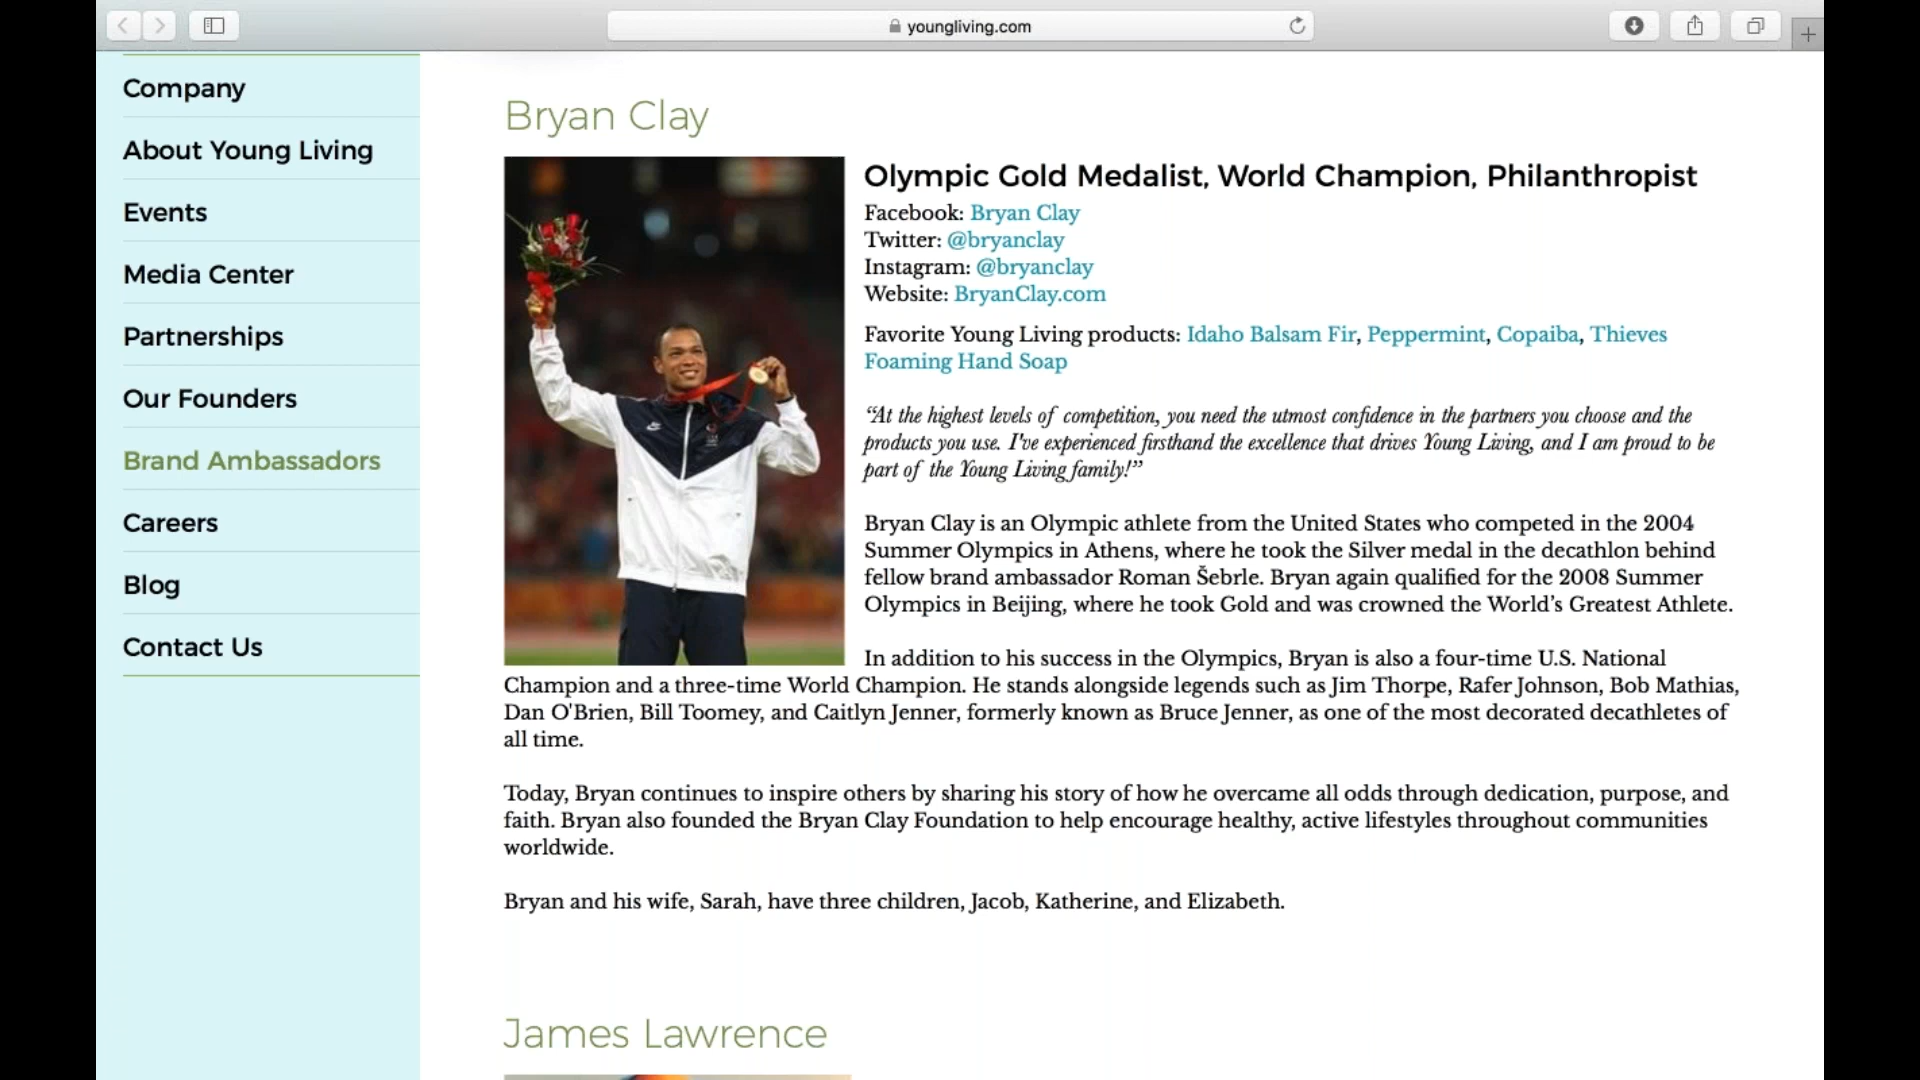 youngliving.com
Company
About Young Living
Events
Media Center
Partnerships
Our Founders
Brand Ambassadors
Careers
Blog
Contact Us
Bryan Clay
Olympic Gold Medalist, World Champion, Philanthropist
Facebook: Bryan Clay
Twitter: @bryanclay
Instagram: @bryanclay
Website: BryanClay.com
Favorite Young Living products: Idaho Balsam Fir, Peppermint, Copaiba, Thieves
Foaming Hand Soap
“At the highest levels of competition, you need the utmost confidence in the partners you choose and the
products you use. I've experienced firsthand the excellence that drives Young Living, and I am proud to be
part of the Young Living family!”
Bryan Clay is an Olympic athlete from the United States who competed in the 2004
Summer Olympics in Athens, where he took the Silver medal in the decathlon behind
fellow brand ambassador Roman Šebrle. Bryan again qualified for the 2008 Summer
Olympics in Beijing, where he took Gold and was crowned the World’s Greatest Athlete.
In addition to his success in the Olympics, Bryan is also a four-time U.S. National
Champion and a three-time World Champion. He stands alongside legends such as Jim Thorpe, Rafer Johnson, Bob Mathias,
Dan O'Brien, Bill Toomey, and Caitlyn Jenner, formerly known as Bruce Jenner, as one of the most decorated decathletes of
all time.
Today, Bryan continues to inspire others by sharing his story of how he overcame all odds through dedication, purpose, and
faith. Bryan also founded the Bryan Clay Foundation to help encourage healthy, active lifestyles throughout communities
worldwide.
Bryan and his wife, Sarah, have three children, Jacob, Katherine, and Elizabeth.
James Lawrence